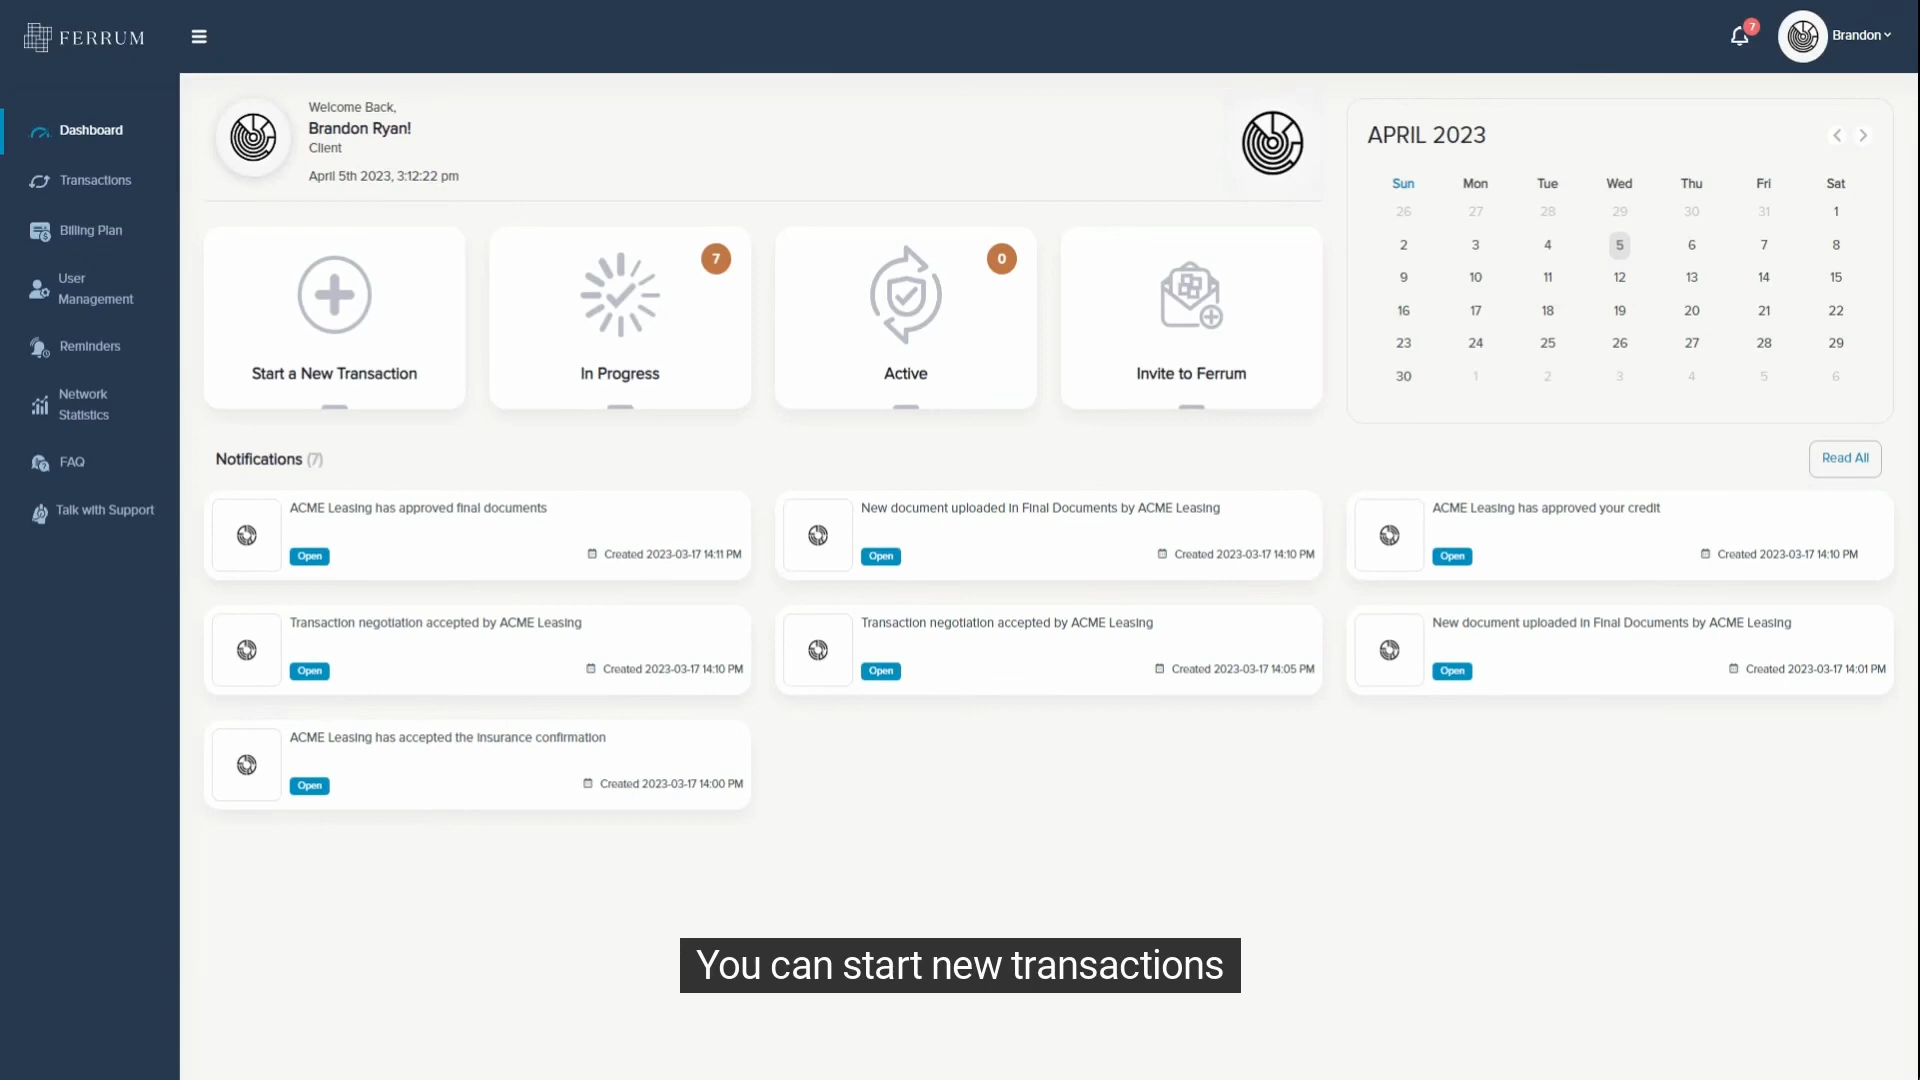 FERRUM
7
Brandon
Dashboard
Transactions
Billing Plan
User
Management
Reminders
Network
Statistics
FAQ
Talk with Support
Welcome Back,
Brandon Ryan!
Client
April 5th 2023, 3:12:22 pm
Start a New Transaction
7
In Progress
0
Active
Invite to Ferrum
APRIL 2023
Sun Mon Tue Wed Thu Fri Sat
26 27 28 29 30 31 1
2 3 4 5 6 7 8
9 10 11 12 13 14 15
16 17 18 19 20 21 22
23 24 25 26 27 28 29
30 1 2 3 4 5 6
Notifications (7)
Read All
ACME Leasing has approved final documents
Open Created 2023-03-17 14:11 PM
New document uploaded in Final Documents by ACME Leasing
Open Created 2023-03-17 14:10 PM
ACME Leasing has approved your credit
Open Created 2023-03-17 14:10 PM
Transaction negotiation accepted by ACME Leasing
Open Created 2023-03-17 14:10 PM
Transaction negotiation accepted by ACME Leasing
Open Created 2023-03-17 14:05 PM
New document uploaded in Final Documents by ACME Leasing
Open Created 2023-03-17 14:01 PM
ACME Leasing has accepted the insurance confirmation
Open Created 2023-03-17 14:00 PM
You can start new transactions